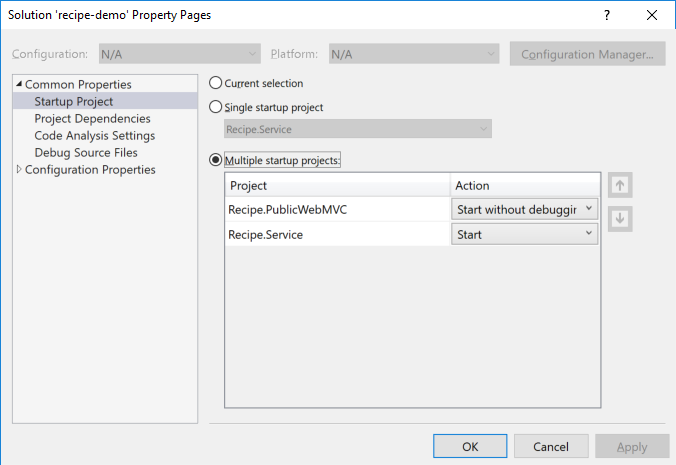 Solution 'recipe-demo' Property Pages
?
Configuration: N/A Platform: N/A Configuration Manager...
Common Properties
Startup Project
Project Dependencies
Code Analysis Settings
Debug Source Files
Configuration Properties
Current selection
Single startup project
Recipe.Service
Multiple startup projects:
Project Action
Recipe.PublicWebMVC Start without debuggir
Recipe.Service Start
OK Cancel Apply